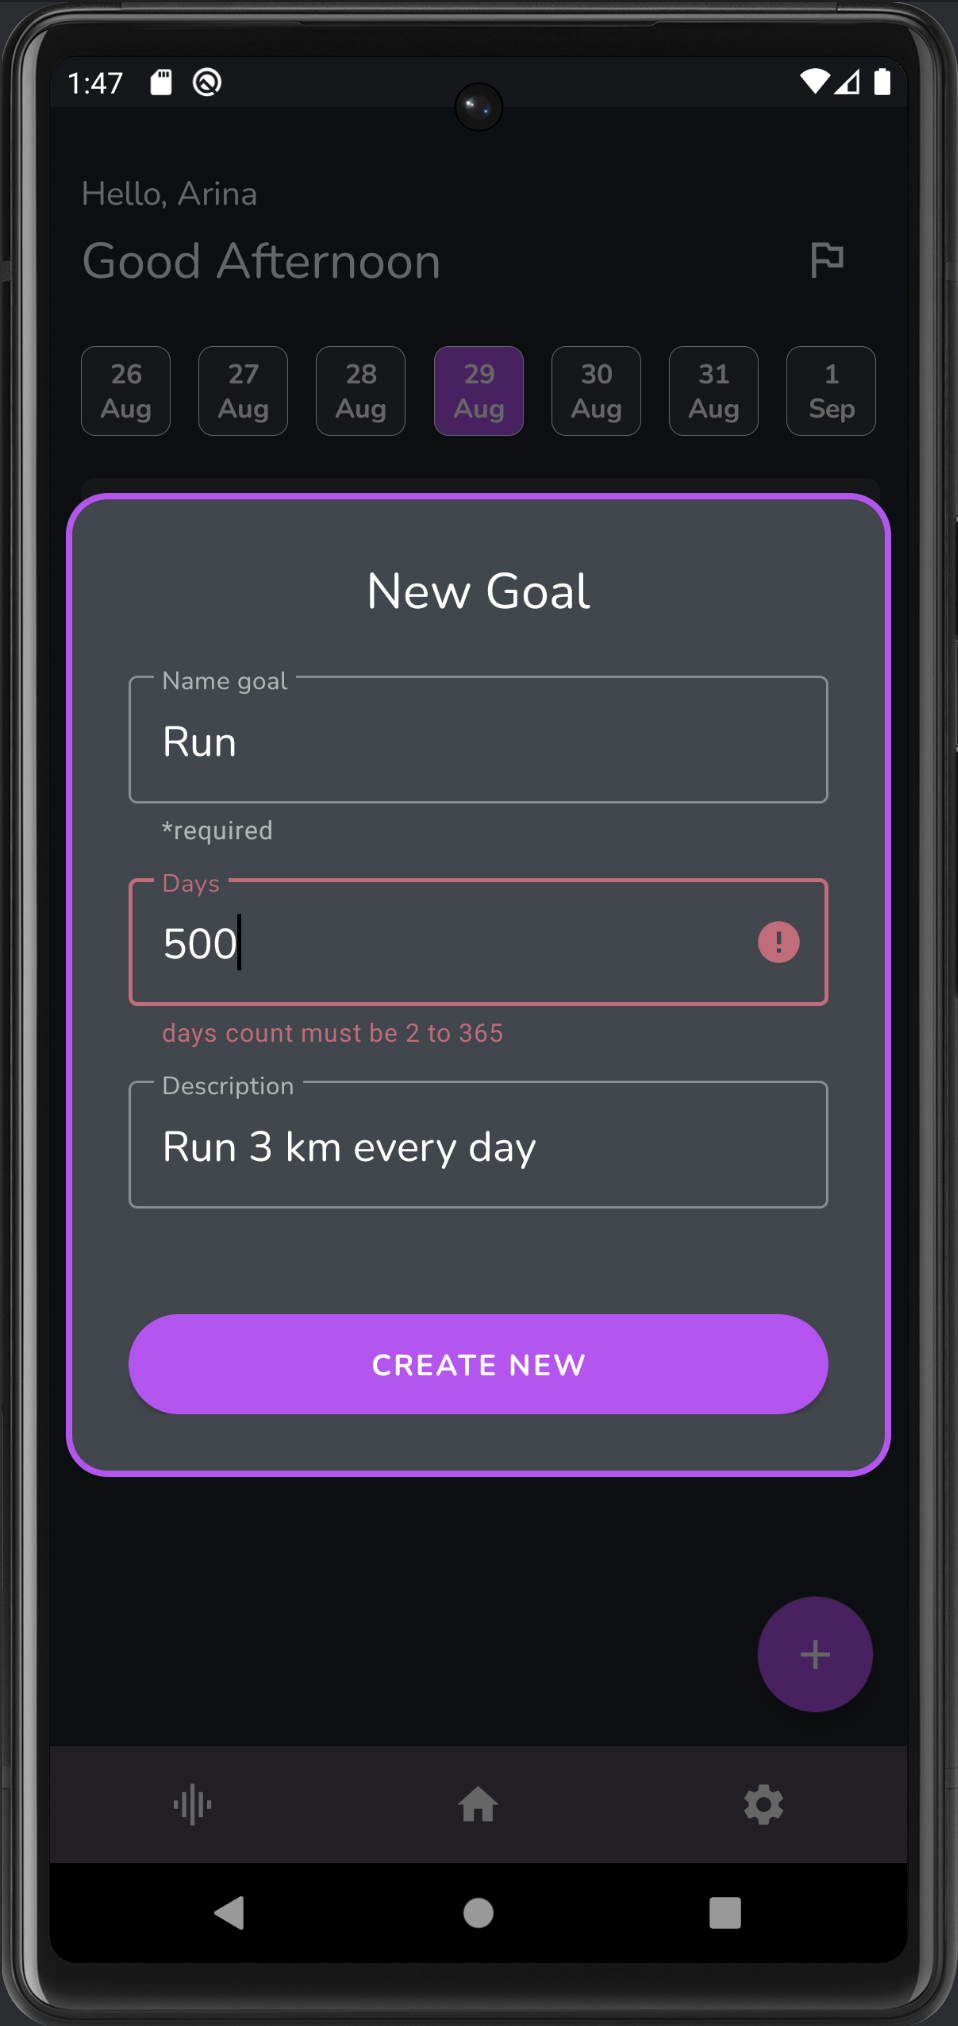 1:47
Hello, Arina
Good Afternoon
26 Aug
27 Aug
28 Aug
29 Aug
30 Aug
31 Aug
1 Sep
New Goal
Name goal
Run
*required
Days
500
days count must be 2 to 365
Description
Run 3 km every day
CREATE NEW